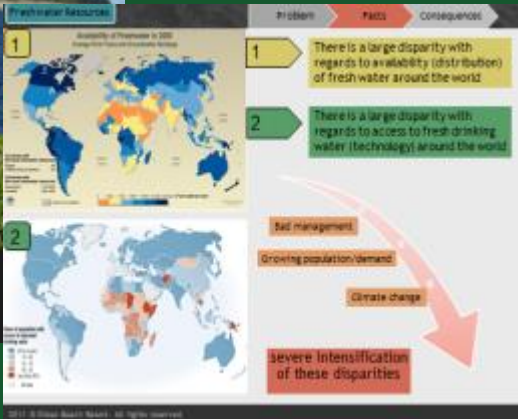 Freshwater Resources
Problem
Facts
Consequences
1
Availability of Freshwater in 2000
1
There is a large disparity with
regards to availability (distribution)
of fresh water around the world
2
There is a large disparity with
regards to access to fresh drinking
water (technology) around the world
2
Bad management
Growing population/demand
Climate change
severe intensification
of these disparities
All rights reserved